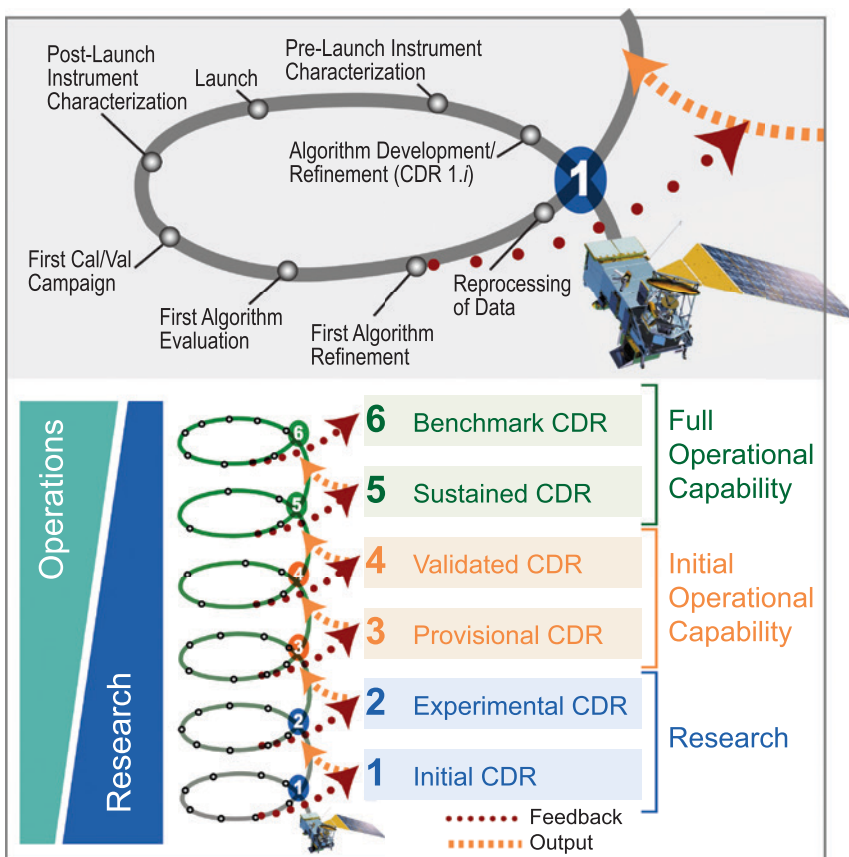 Post-Launch
Instrument
Characterization
Launch
Pre-Launch Instrument
Characterization
Algorithm Development/
Refinement (CDR 1.i)
1
First Cal/Val
Campaign
First Algorithm
Evaluation
First Algorithm
Refinement
Reprocessing
of Data
Operations
Research
6
5
4
3
2
1
6 Benchmark CDR
5 Sustained CDR
4 Validated CDR
3 Provisional CDR
2 Experimental CDR
1 Initial CDR
Full
Operational
Capability
Initial
Operational
Capability
Research
Feedback
Output